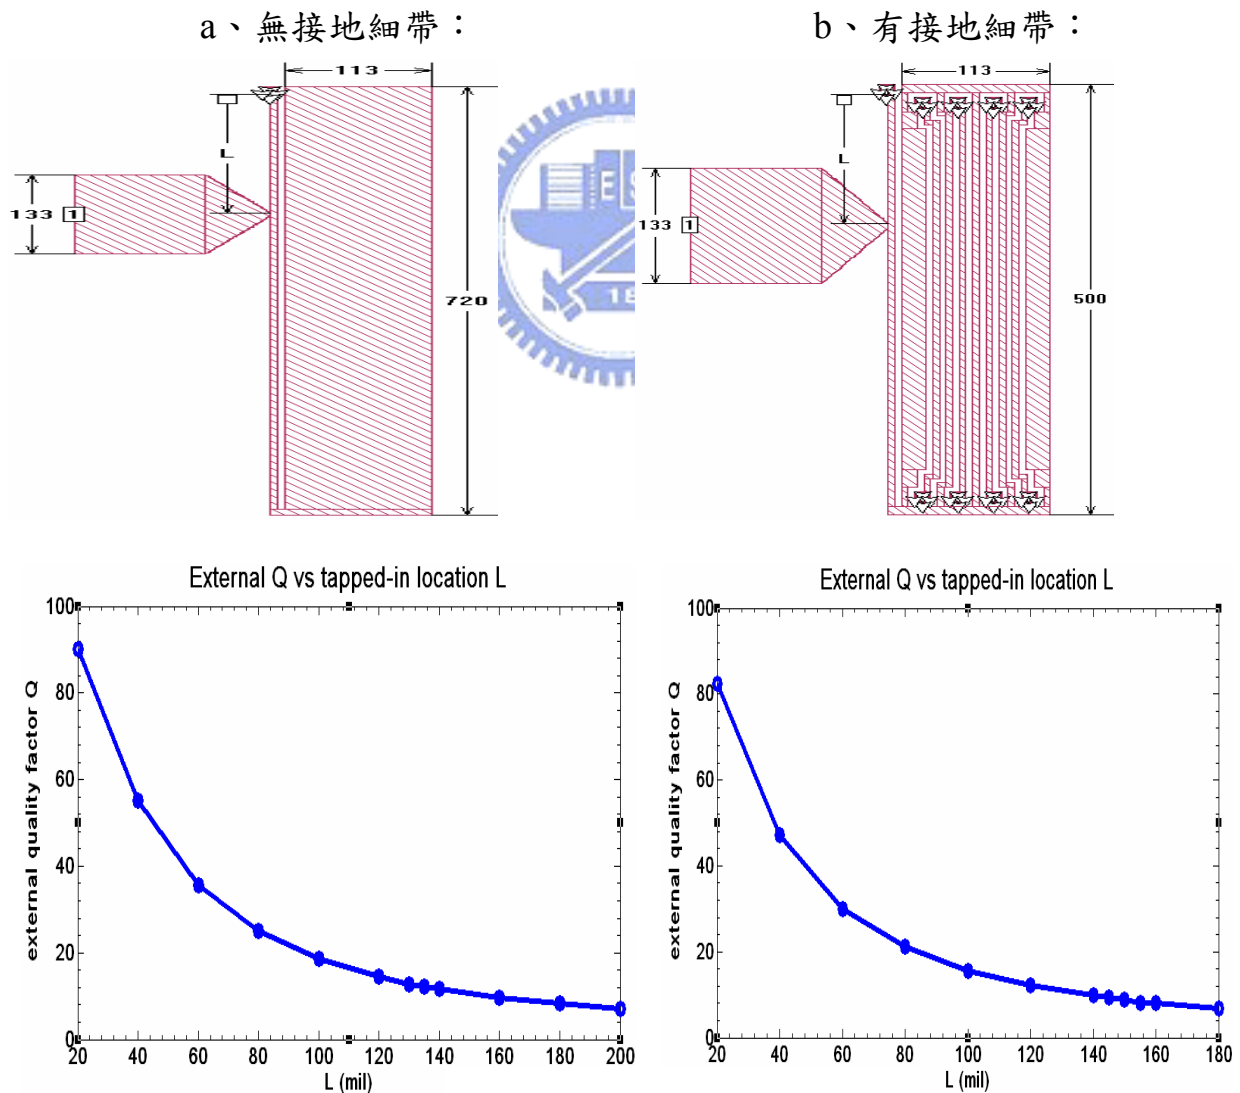 a、無接地細帶：
b、有接地細帶：
113
L
133
1
720
113
L
133
1
500
E S
18
External Q vs tapped-in location L
external quality factor Q
100
80
60
40
20
0
20 40 60 80 100 120 140 160 180 200
L (mil)
External Q vs tapped-in location L
external quality factor Q
100
80
60
40
20
0
20 40 60 80 100 120 140 160 180
L (mil)